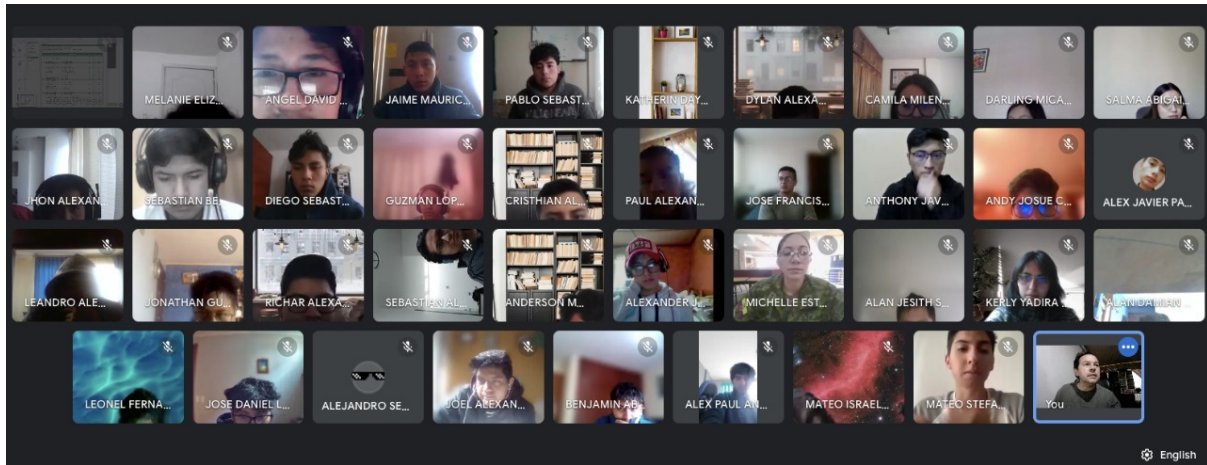 MELANIE ELIZ...
ANGEL DAVID ...
JAIME MAURIC...
PABLO SEBAST...
KATHERIN DAY...
DYLAN ALEXA...
CAMILA MILEN...
DARLING MICA...
SALMA ABIGAI...
JHON ALEXAN...
SEBASTIAN BE...
DIEGO SEBAST...
GUZMAN LOP...
CRISTHIAN AL...
PAUL ALEXAN...
JOSE FRANCIS...
ANTHONY JAV...
ANDY JOSUE C...
ALEX JAVIER PA...
LEANDRO ALE...
JONATHAN GU...
RICHAR ALEXA...
SEBASTIAN AL...
ANDERSON M...
ALEXANDER J...
MICHELLE EST...
ALAN JESITH S...
KERLY YADIRA ...
ALAN DAMIAN ...
LEONEL FERNA...
JOSE DANIEL L...
ALEJANDRO SE...
JOEL ALEXAN...
BENJAMIN AB...
ALEX PAUL AN...
MATEO ISRAEL...
MATEO STEFA...
You
English